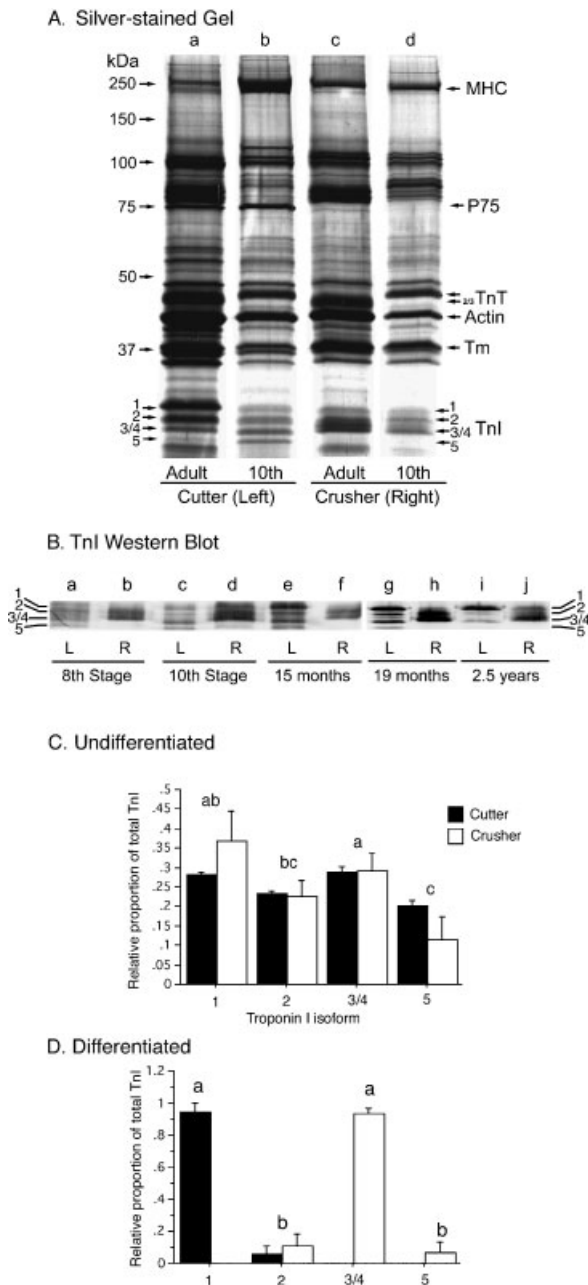 A. Silver-stained Gel
a b c d
kDa
250 MHC
150
100
75 P75
50
2/3 TnT
Actin
37 Tm
1 1
2 2
3/4 3/4 TnI
5 5
Adult 10th Adult 10th
Cutter (Left) Crusher (Right)
B. TnI Western Blot
a b c d e f g h i j
1 1
2 2
3/4 3/4
5 5
L R L R L R L R L R
8th Stage 10th Stage 15 months 19 months 2.5 years
C. Undifferentiated
Relative proportion of total TnI
.5
.45
.4
.35
.3
.25
.2
.15
.1
.05
0
ab
bc
a
c
Cutter
Crusher
1 2 3/4 5
Troponin I isoform
D. Differentiated
Relative proportion of total TnI
1.2
1
.8
.6
.4
.2
0
a
b
a
b
1 2 3/4 5